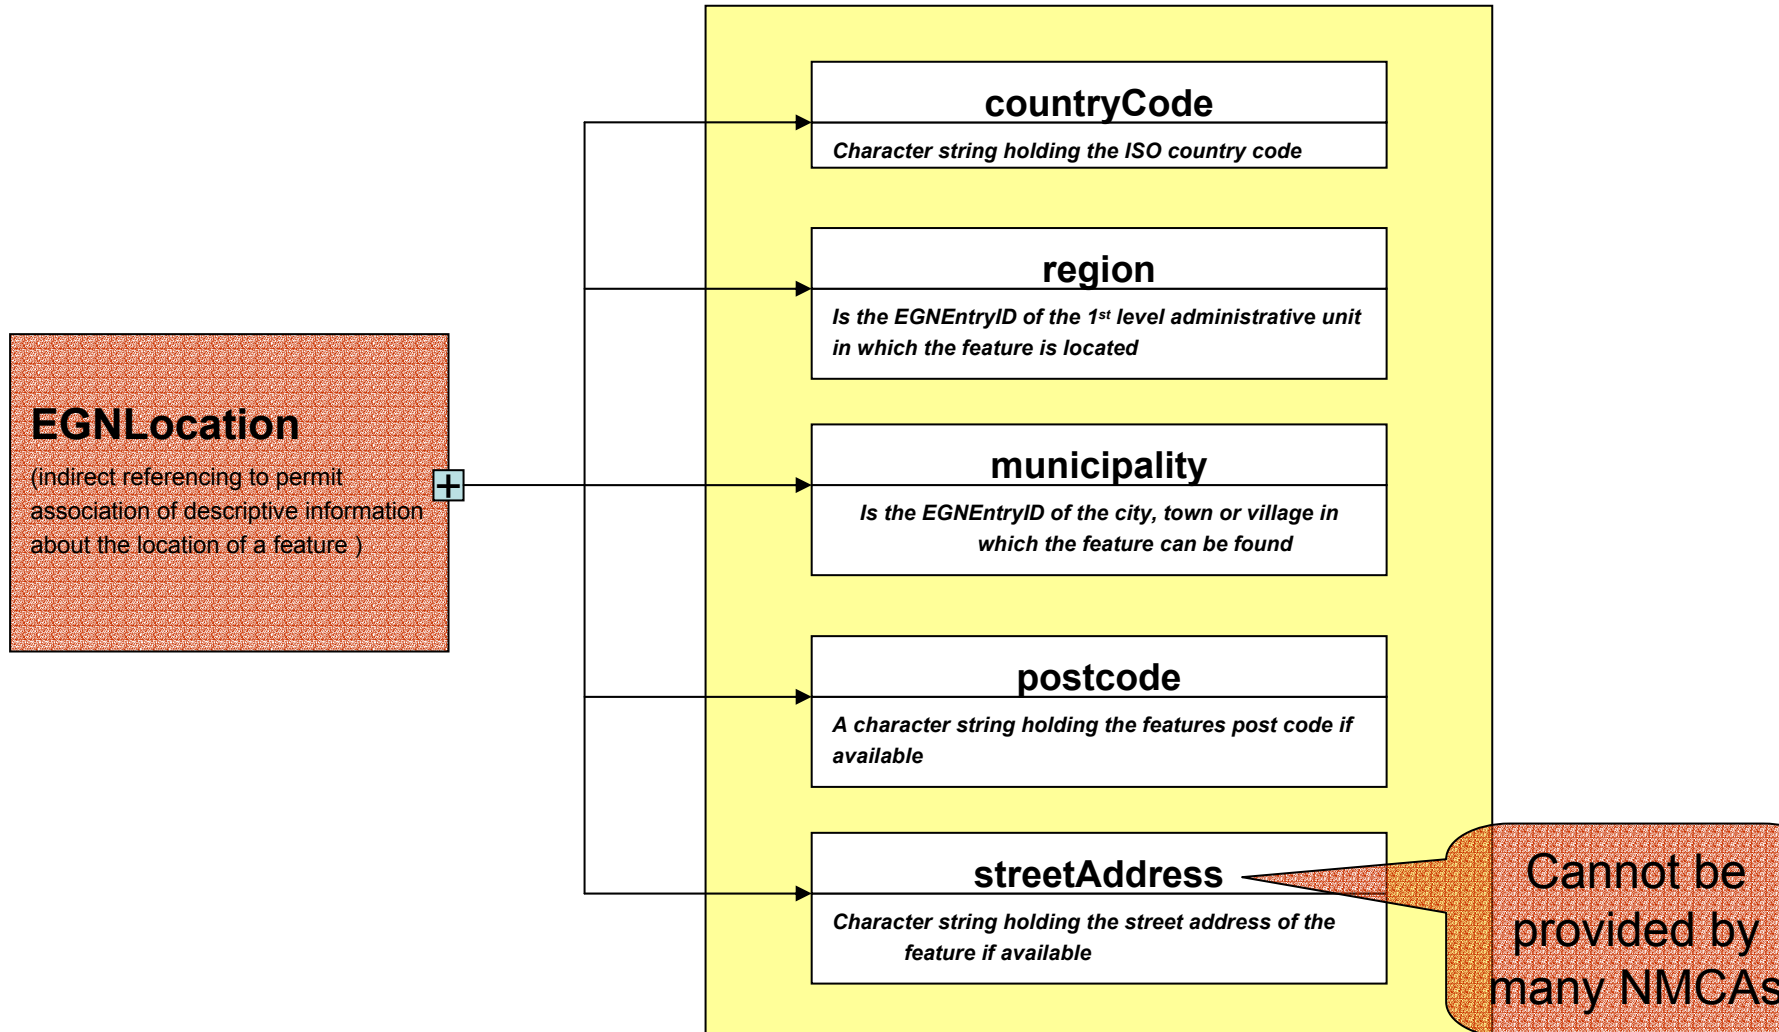 countryCode
Character string holding the ISO country code
region
Is the EGNEntryID of the 1st level administrative unit
in which the feature is located
EGNLocation
(indirect referencing to permit
association of descriptive information
about the location of a feature )
+
municipality
Is the EGNEntryID of the city, town or village in
which the feature can be found
postcode
A character string holding the features post code if
available
streetAddress
Character string holding the street address of the
feature if available
Cannot be
provided by
many NMCAs